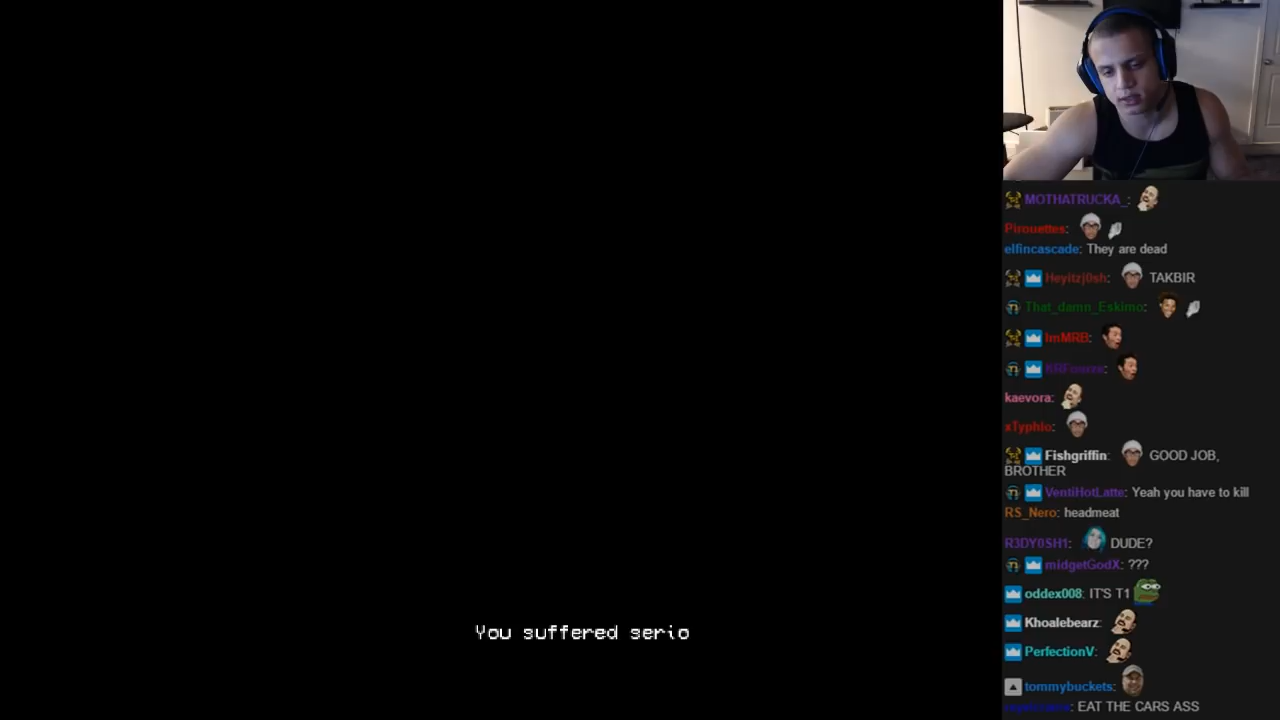 You suffered serio
MOTHATRUCKA_:
Pirouettes:
elfincascade: They are dead
Heyitzj0sh: TAKBIR
That_damn_Eskimo:
ImMRB:
kaevora:
xTyphlo:
Fishgriffin: GOOD JOB,
BROTHER
VentiHotLatte: Yeah you have to kill
RS_Nero: headmeat
R3DY0SH1: DUDE?
midgetGodX: ???
oddex008: IT'S T1
Khoalebearz:
PerfectionV:
tommybuckets:
: EAT THE CARS ASS